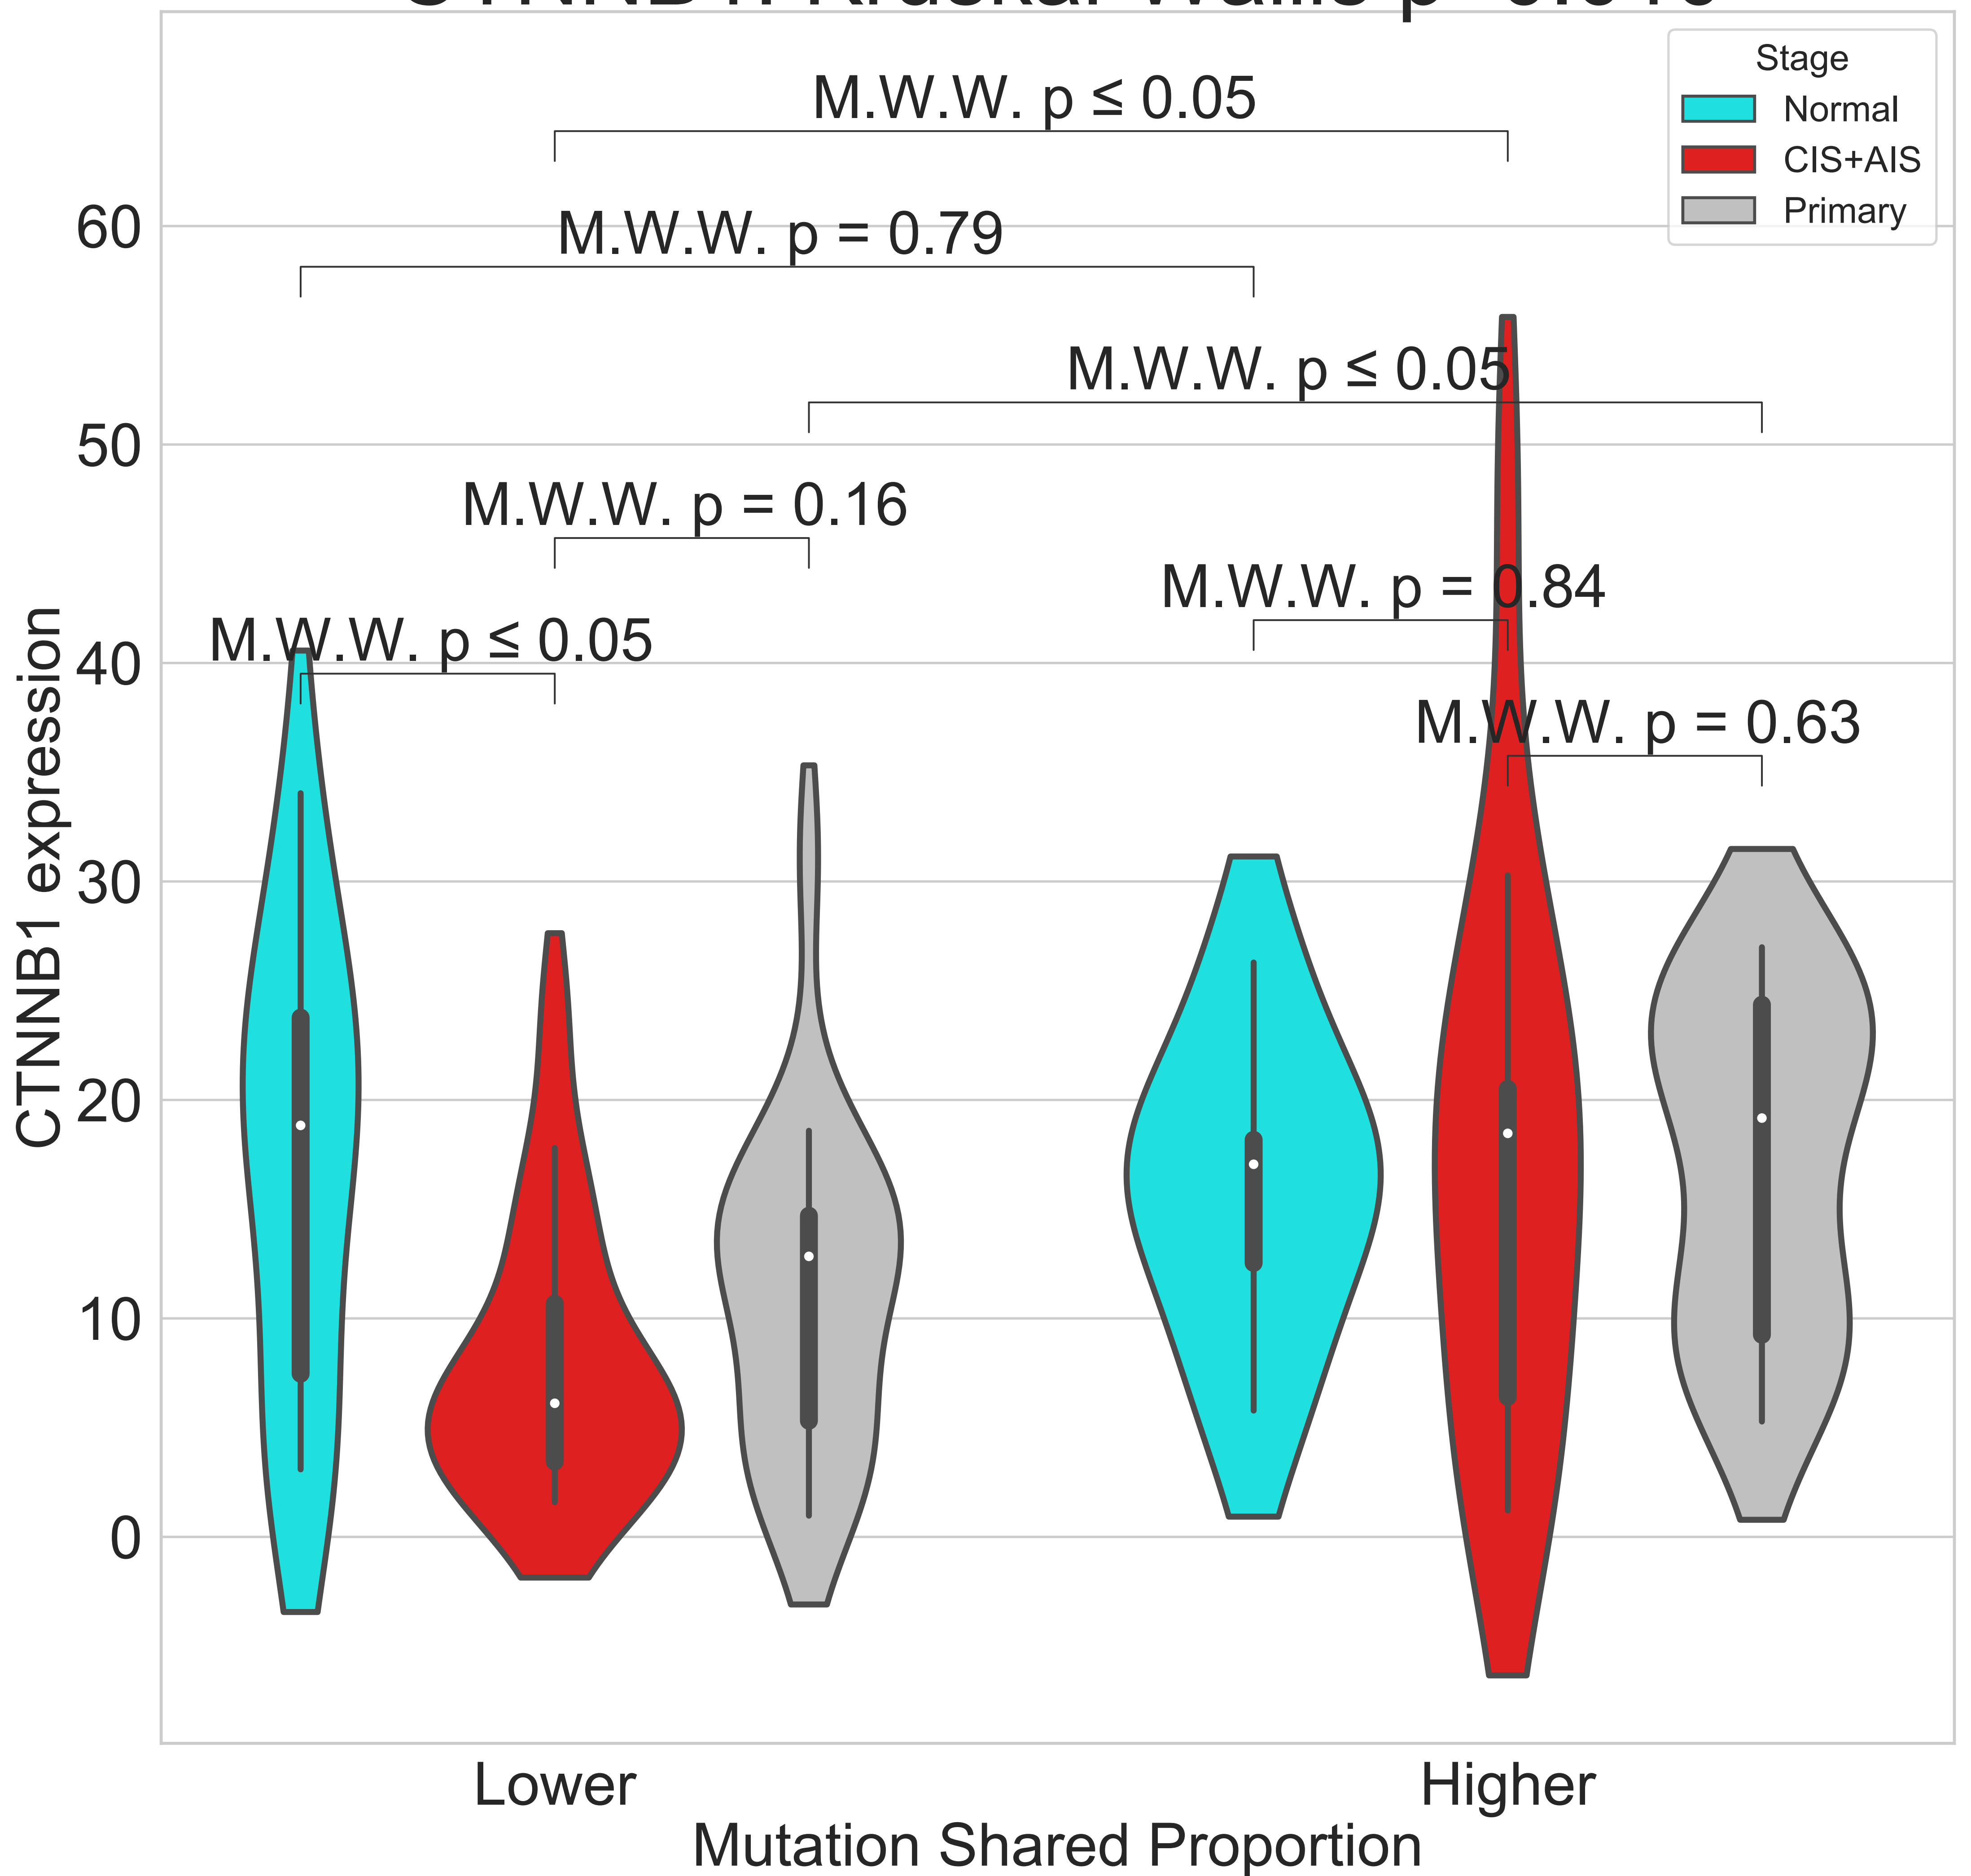 Stage
Normal
CIS+AIS
Primary
M.W.W. p ≤ 0.05
M.W.W. p = 0.79
M.W.W. p ≤ 0.05
M.W.W. p = 0.16
M.W.W. p = 0.84
M.W.W. p ≤ 0.05
M.W.W. p = 0.63
60
50
40
30
20
10
0
CTNNB1 expression
Lower
Higher
Mutation Shared Proportion